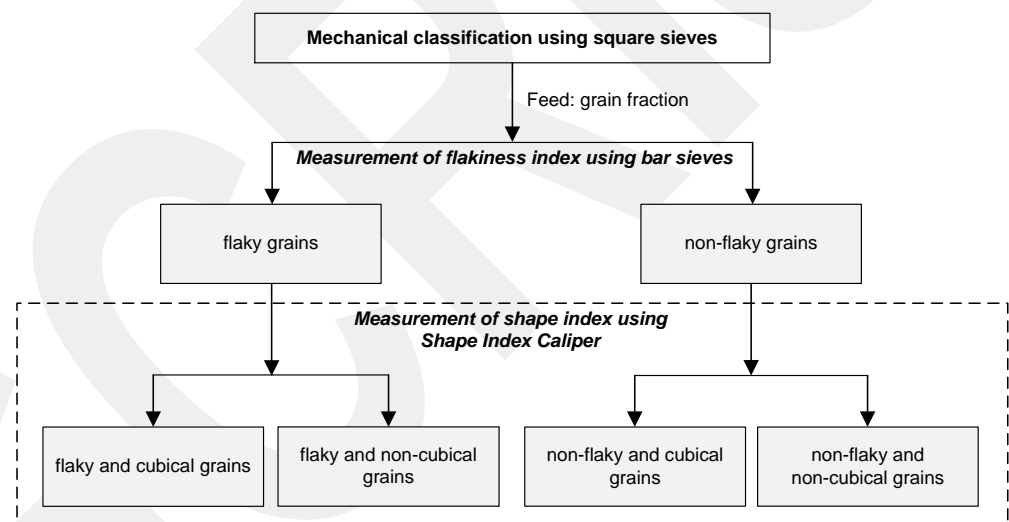 Mechanical classification using square sieves
Feed: grain fraction
Measurement of flakiness index using bar sieves
flaky grains
non-flaky grains
Measurement of shape index using
Shape Index Caliper
flaky and cubical grains
flaky and non-cubical
grains
non-flaky and cubical
grains
non-flaky and
non-cubical grains